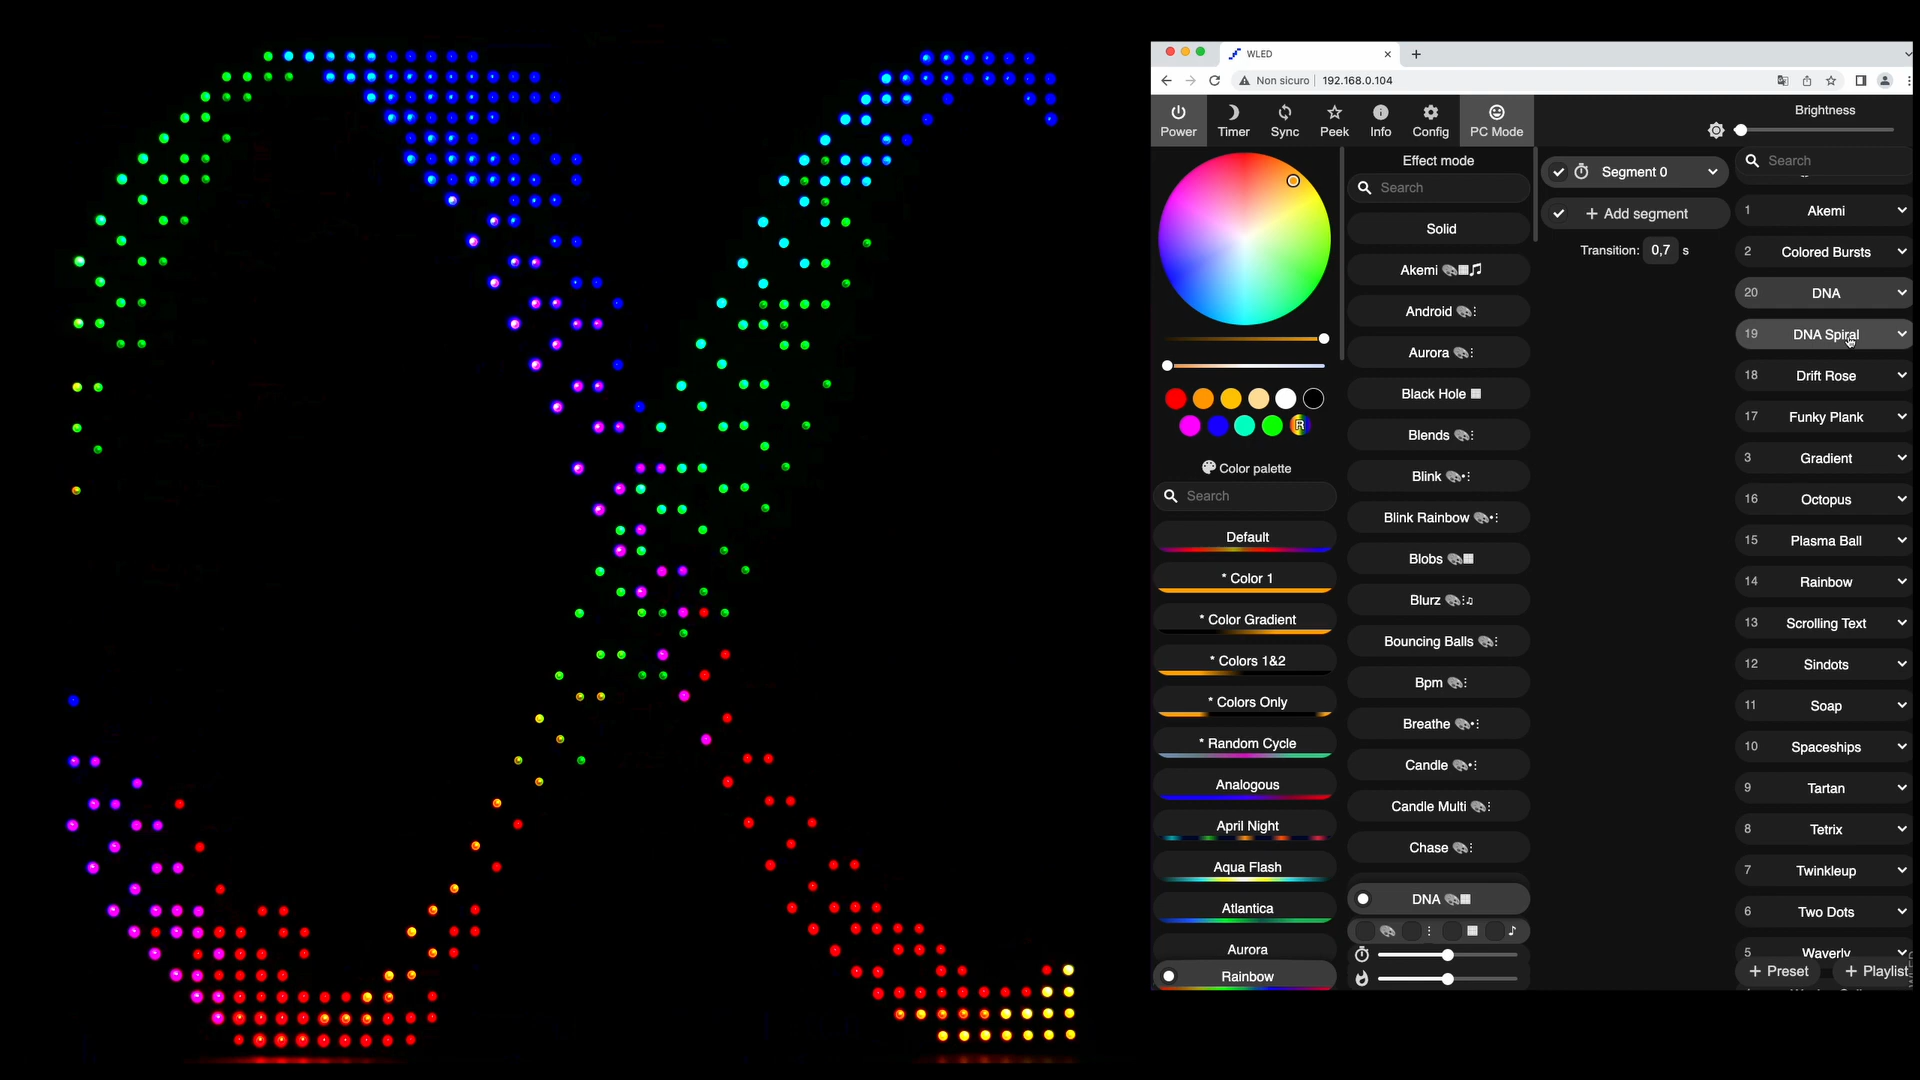 WLED
Non sicuro
192.168.0.104
Power
Timer
Sync
Peek
Info
Config
PC Mode
Brightness
Search
Effect mode
Search
Solid
Akemi
Android
Aurora
Black Hole
Blends
Blink
Blink Rainbow
Blobs
Blurz
Bouncing Balls
Bpm
Breathe
Candle
Candle Multi
Chase
DNA
R
Color palette
Search
Default
* Color 1
* Color Gradient
* Colors 1&2
* Colors Only
* Random Cycle
Analogous
April Night
Aqua Flash
Atlantica
Aurora
Rainbow
Segment 0
+ Add segment
Transition: 0,7 s
1 Akemi
2 Colored Bursts
20 DNA
19 DNA Spiral
18 Drift Rose
17 Funky Plank
3 Gradient
16 Octopus
15 Plasma Ball
14 Rainbow
13 Scrolling Text
12 Sindots
11 Soap
10 Spaceships
9 Tartan
8 Tetrix
7 Twinkleup
6 Two Dots
5 Waverly
+ Preset
+ Playlist